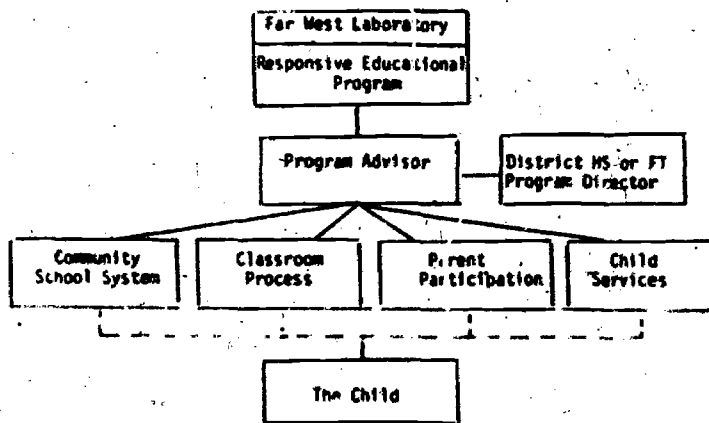 Far West Laboratory
Responsive Educational
Program
Program Advisor
District HS or FT
Program Director
Community
School System
Classroom
Process
Parent
Participation
Child
Services
The Child